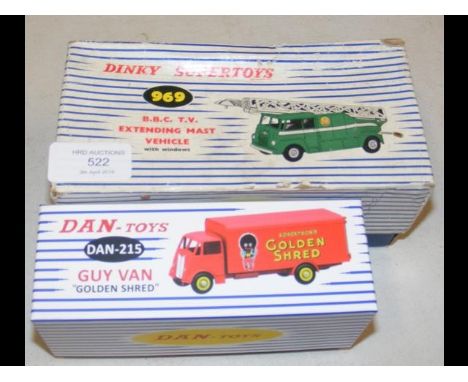 DINKY SUPERTOYS
969
B.B.C. T.V.
EXTENDING MAST
VEHICLE
with windows
HRD AUCTIONS
522
DAN-TOYS
DAN-215
GUY VAN
"GOLDEN SHRED"
ROBERTSON'S
GOLDEN
SHRED
DAN-TOYS